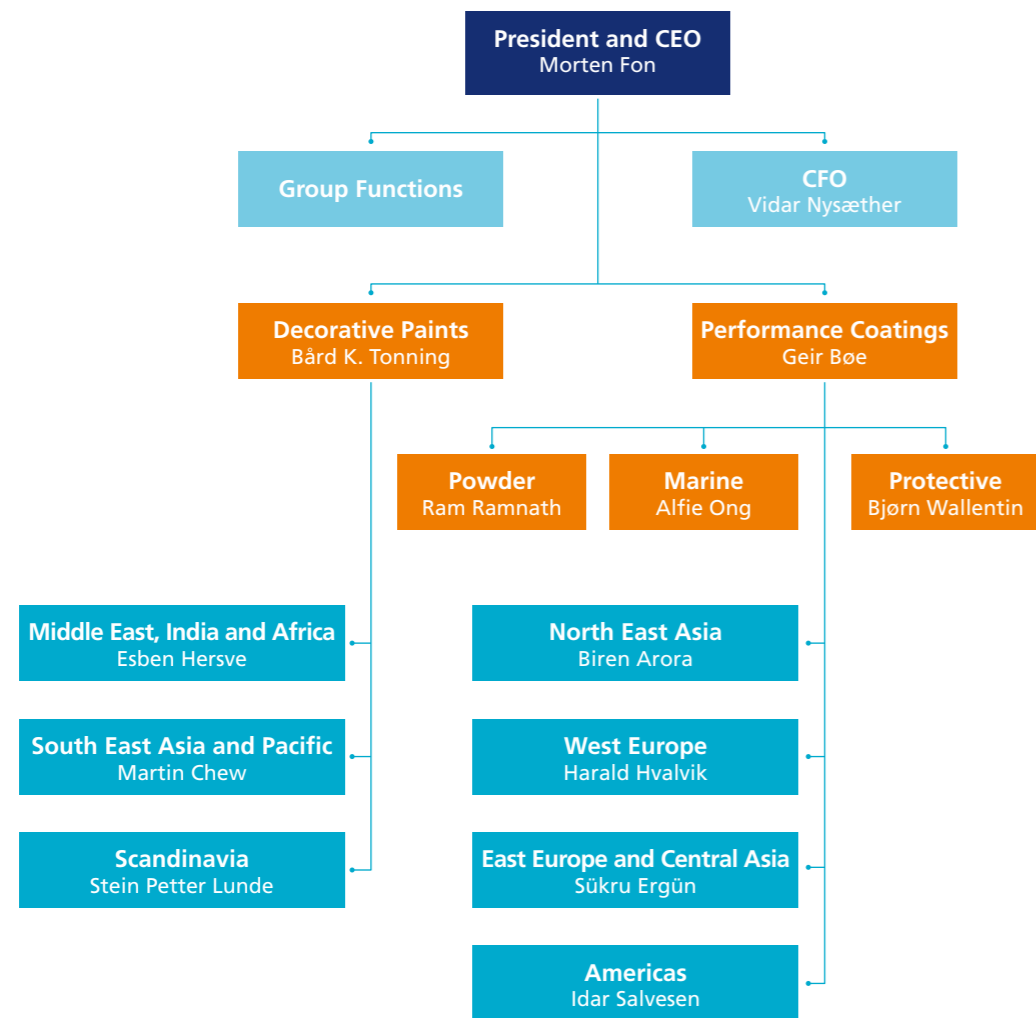 President and CEO
Morten Fon
Group Functions
CFO
Vidar Nysæther
Decorative Paints
Bård K. Tonning
Performance Coatings
Geir Bøe
Powder
Ram Ramnath
Marine
Alfie Ong
Protective
Bjørn Wallentin
Middle East, India and Africa
Esben Hersve
North East Asia
Biren Arora
South East Asia and Pacific
Martin Chew
West Europe
Harald Hvalvik
Scandinavia
Stein Petter Lunde
East Europe and Central Asia
Sükru Ergün
Americas
Idar Salvesen